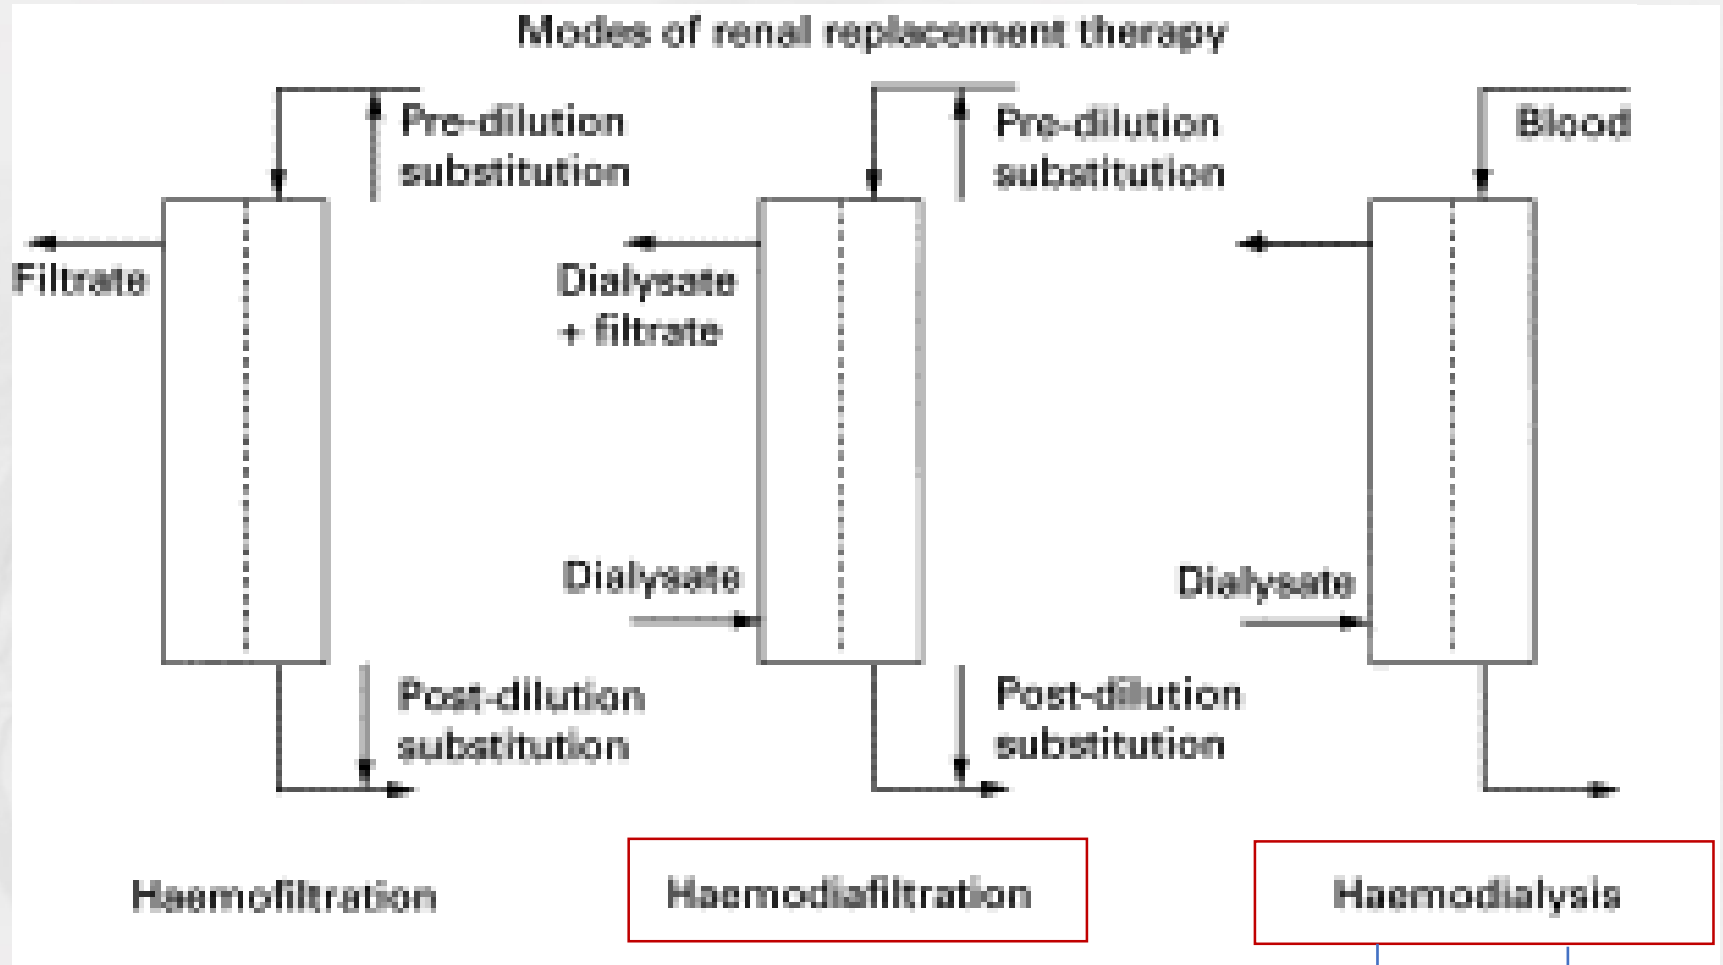 Modes of renal replacement therapy
Pre-dilution
substitution
Filtrate
Post-dilution
substitution
Haemofiltration
Pre-dilution
substitution
Dialysate
+ filtrate
Dialysate
Post-dilution
substitution
Haemodiafiltration
Blood
Dialysate
Haemodialysis